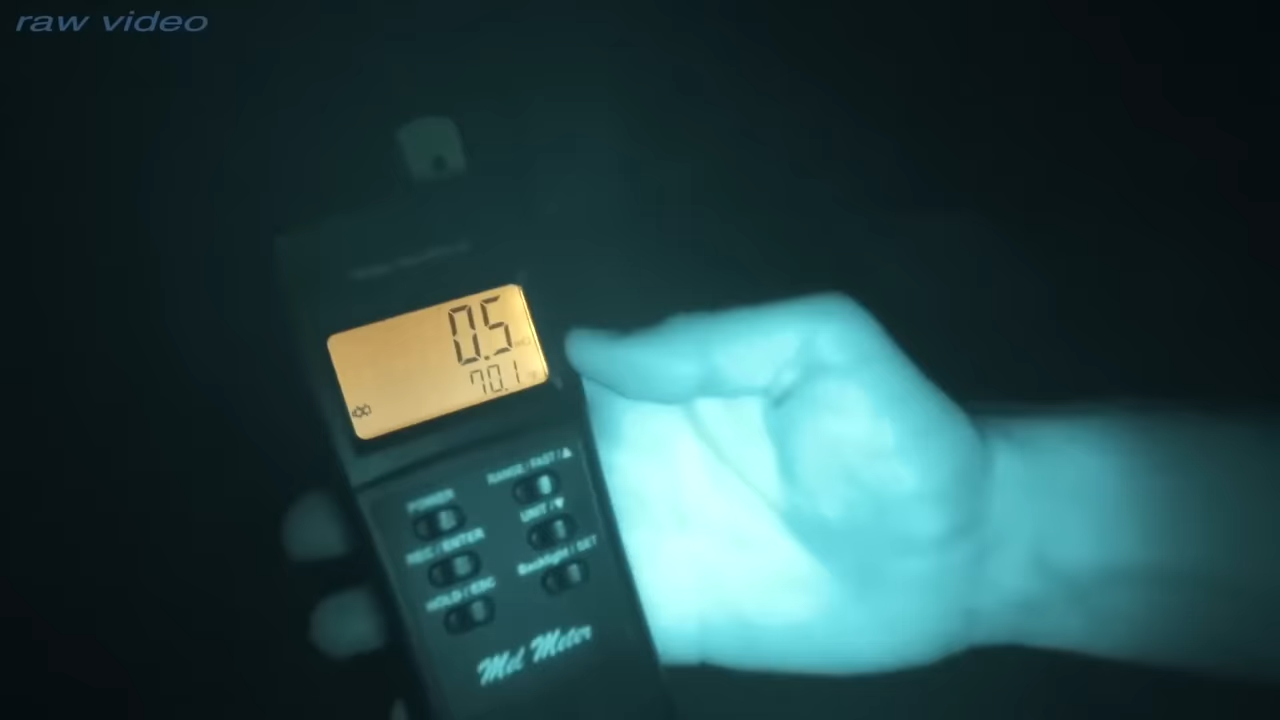 raw video
0.5
70.1
RANGE / FAST / ▲
POWER
UNIT / ▼
REC / ENTER
Backlight / SET
HOLD / ESC
Mel Meter